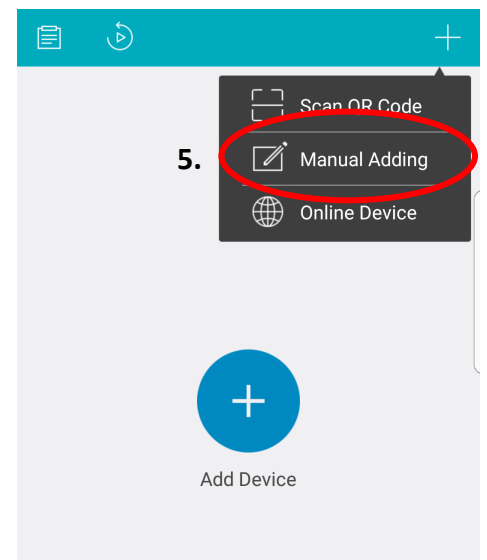 Scan QR Code
5.
Manual Adding
Online Device
Add Device